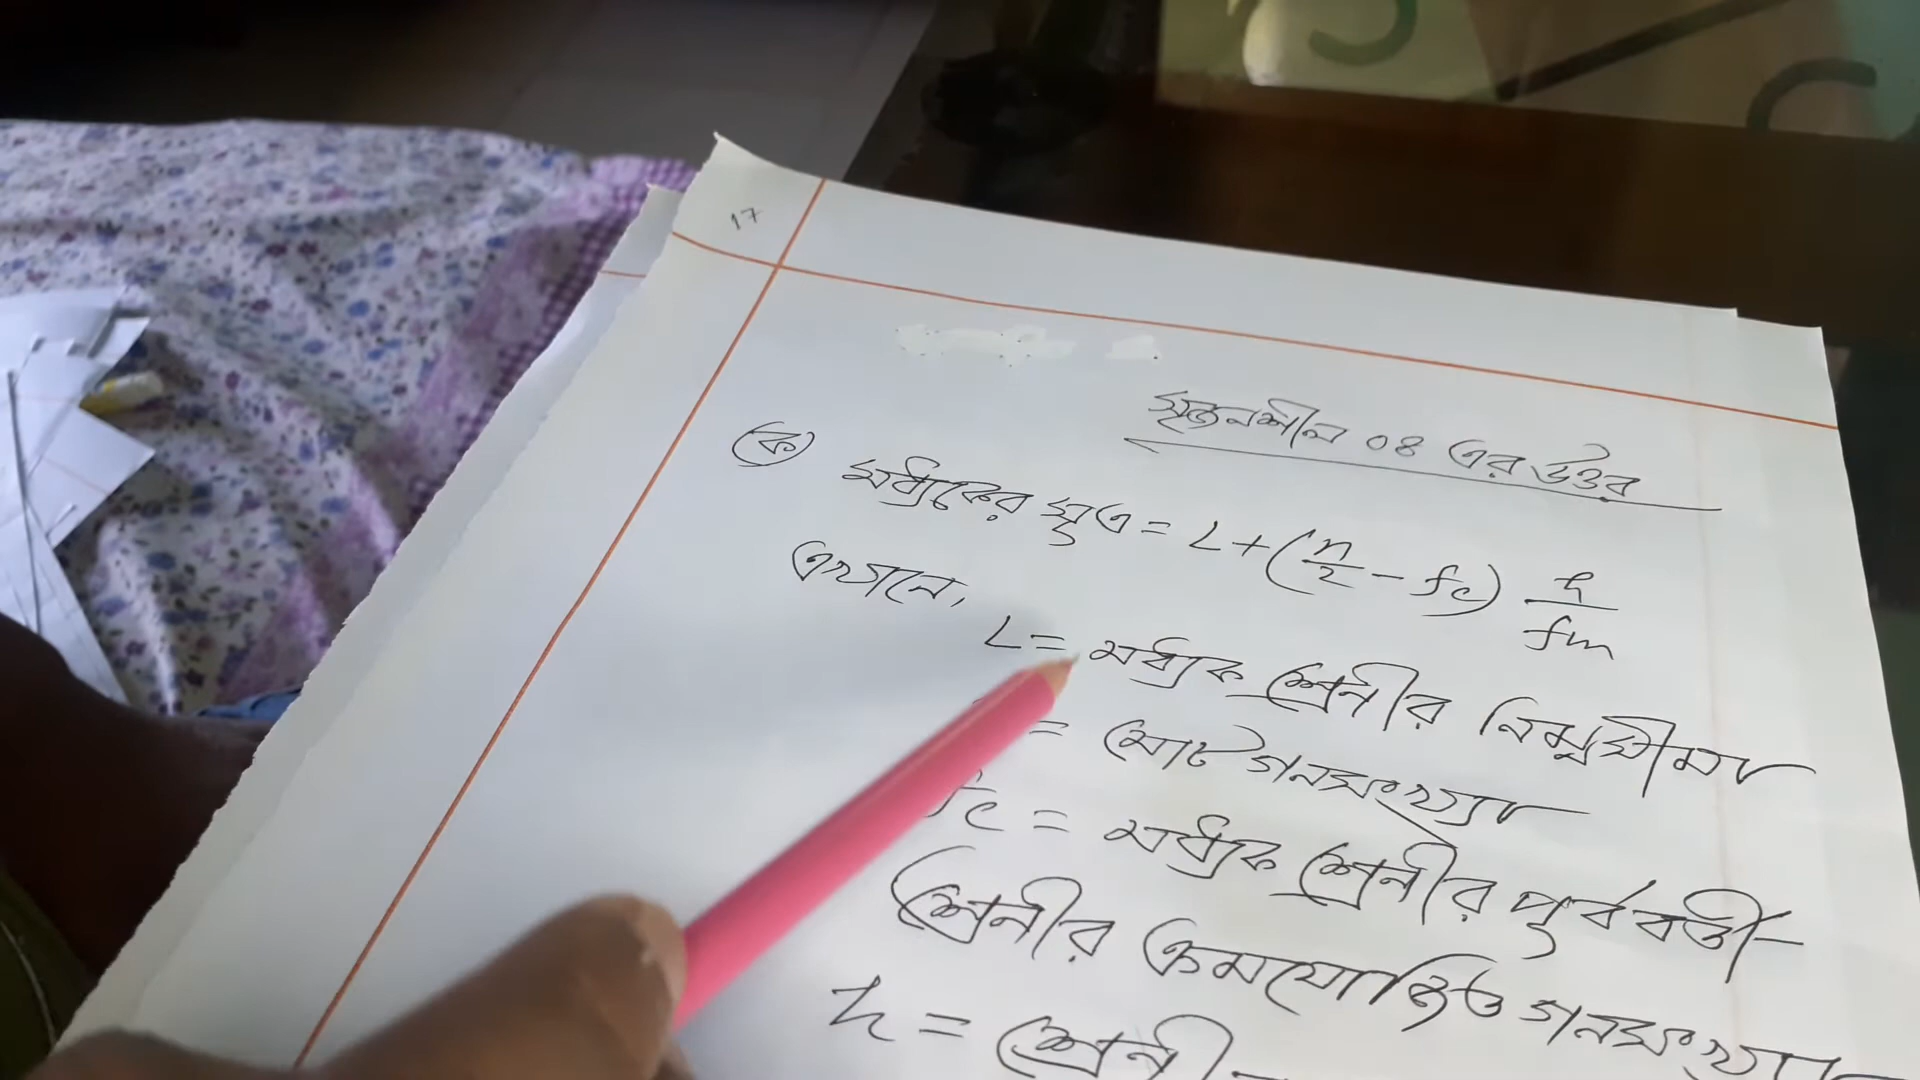 17
সৃজনশীল ০৪ এর উত্তর
(ক) মধ্যকের সূত্র = L + (n/2 - fc) h/fm
এখানে,
L = মধ্যক শ্রেনীর নিম্নসীমা
= মোট গনসংখ্যা
fc = মধ্যক শ্রেনীর পূর্ববর্তী
শ্রেনীর ক্রমযোজিত গনসংখ্যা
h = শ্রেনী